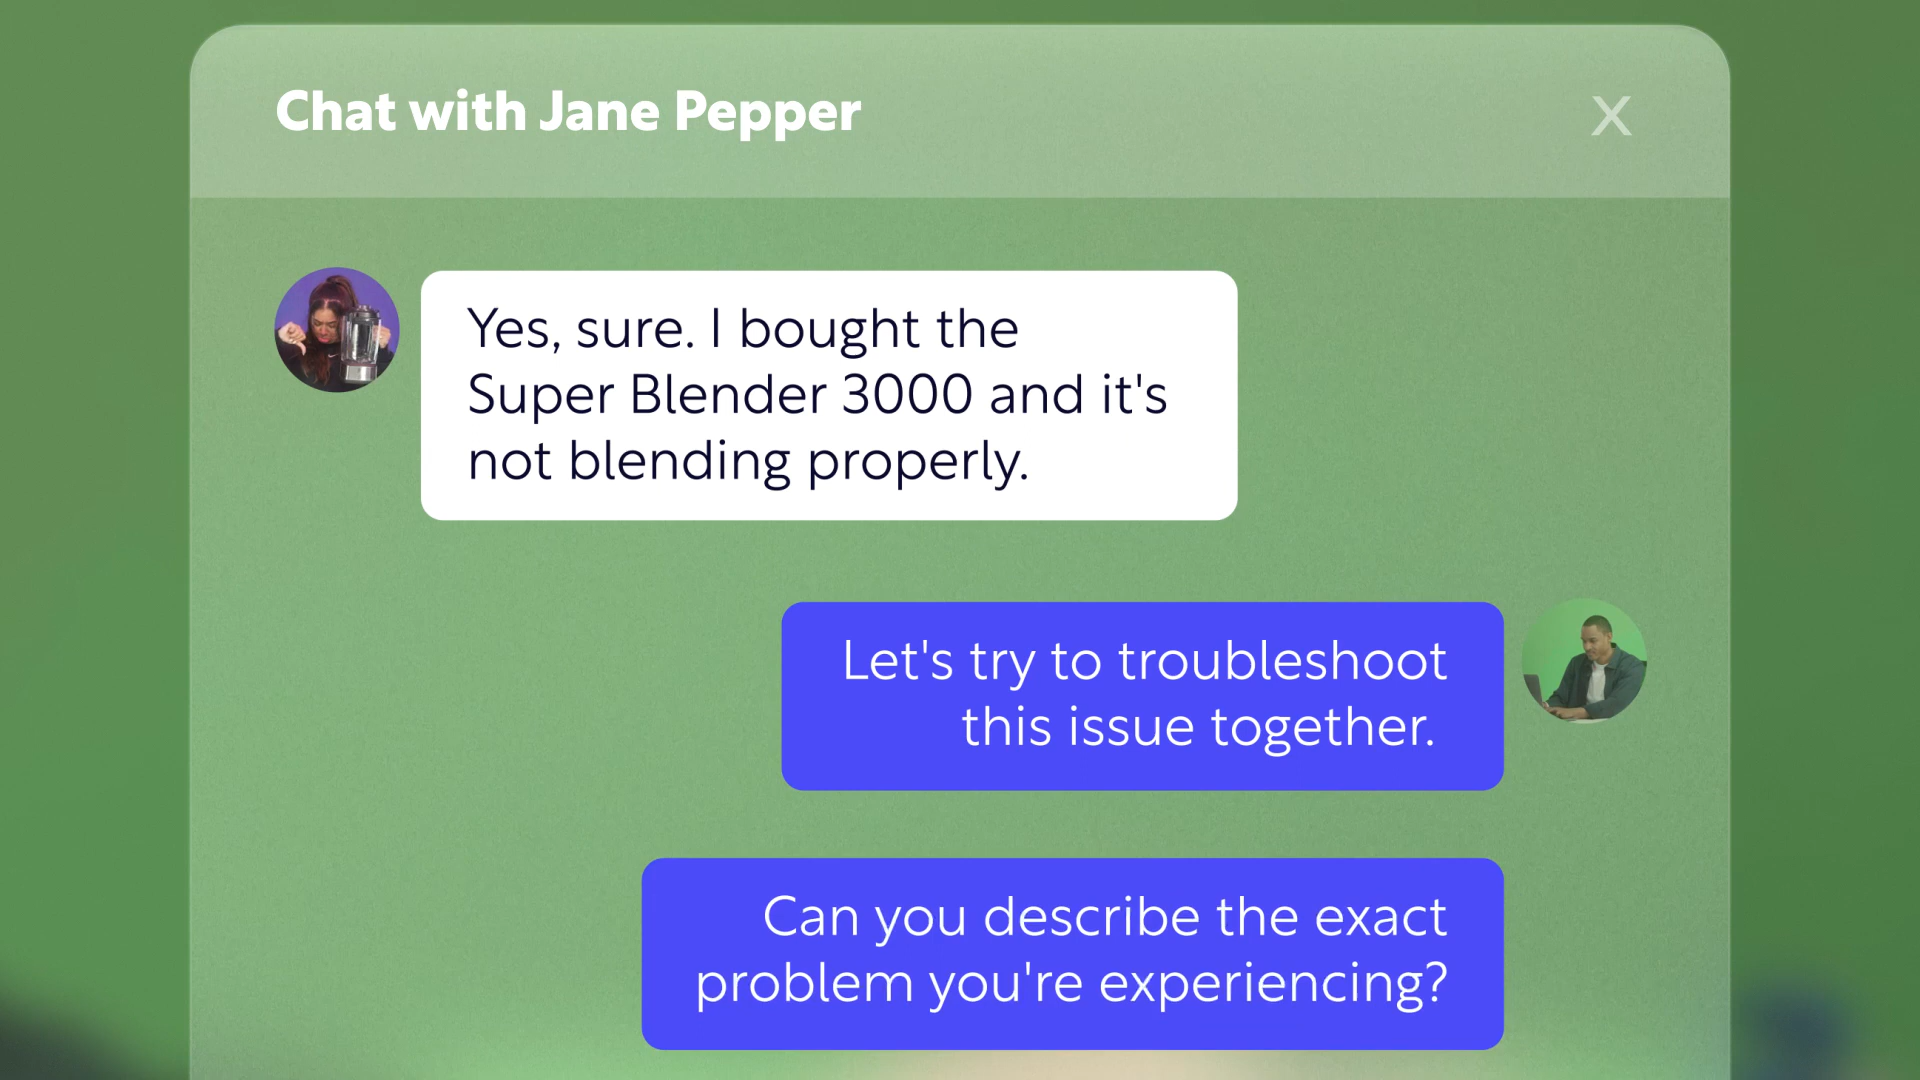 Chat with Jane Pepper
X
Yes, sure. I bought the
Super Blender 3000 and it's
not blending properly.
Let's try to troubleshoot
this issue together.
Can you describe the exact
problem you're experiencing?